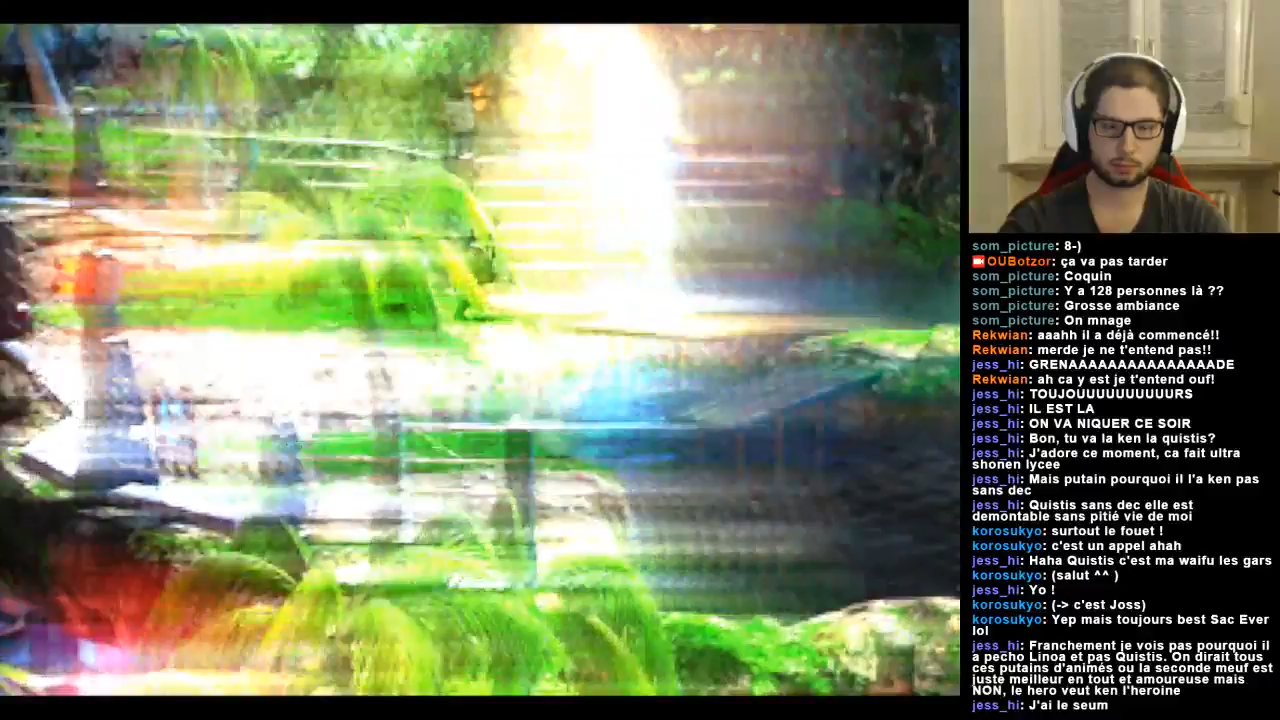 som_picture: 8-)
OUBotzor: ça va pas tarder
som_picture: Coquin
som_picture: Y a 128 personnes là ??
som_picture: Grosse ambiance
som_picture: On mnage
Rekwian: aaahh il a déjà commencé!!
Rekwian: merde je ne t'entend pas!!
jess_hi: GRENAAAAAAAAAAAAAAADE
Rekwian: ah ca y est je t'entend ouf!
jess_hi: TOUJOUUUUUUUUUURS
jess_hi: IL EST LA
jess_hi: ON VA NIQUER CE SOIR
jess_hi: Bon, tu va la ken la quistis?
jess_hi: J'adore ce moment, ca fait ultra
shonen lycee
jess_hi: Mais putain pourquoi il l'a ken pas
sans dec
jess_hi: Quistis sans dec elle est
demontable sans pitié vie de moi
korosukyo: surtout le fouet !
korosukyo: c'est un appel ahah
jess_hi: Haha Quistis c'est ma waifu les gars
korosukyo: (salut ^^ )
jess_hi: Yo !
korosukyo: (-> c'est Joss)
korosukyo: Yep mais toujours best Sac Ever
lol
jess_hi: Franchement je vois pas pourquoi il
a pecho Linoa et pas Quistis. On dirait tous
ces putains d'animés ou la seconde meuf est
juste meilleur en tout et amoureuse mais
NON, le hero veut ken l'heroine
jess_hi: J'ai le seum